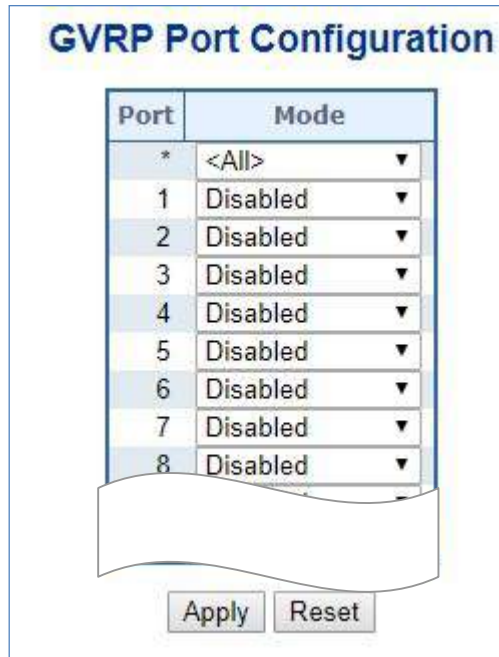 GVRP Port Configuration
Port Mode
* <All>
1 Disabled
2 Disabled
3 Disabled
4 Disabled
5 Disabled
6 Disabled
7 Disabled
8 Disabled
Apply Reset